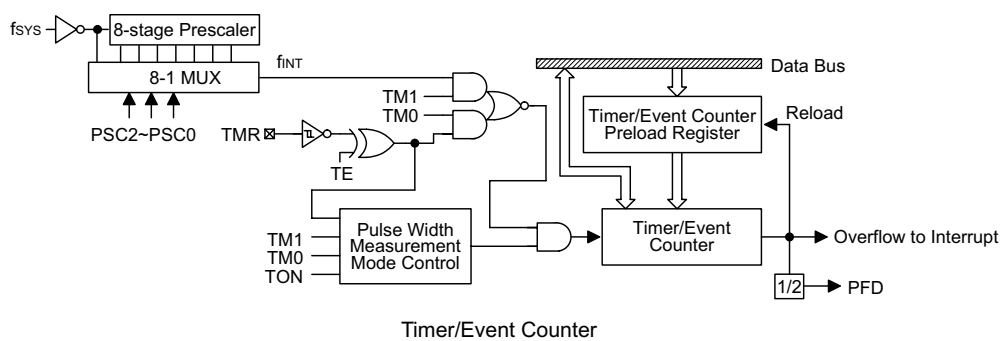 fSYS
8-stage Prescaler
8-1 MUX
fINT
PSC2~PSC0
TM1
TM0
TMR
TE
TM1
TM0
TON
Pulse Width
Measurement
Mode Control
Data Bus
Timer/Event Counter
Preload Register
Reload
Timer/Event
Counter
Overflow to Interrupt
1/2
PFD
Timer/Event Counter